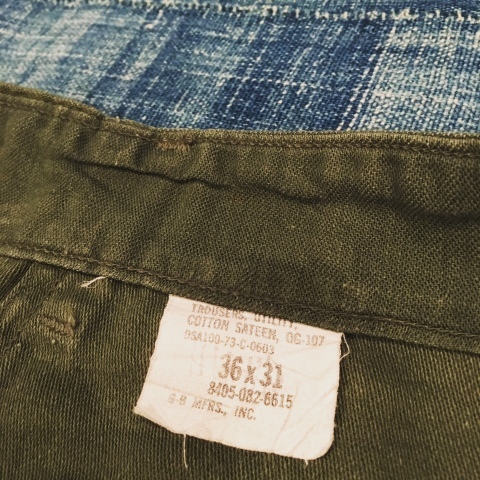 TROUSERS, UTILITY,
COTTON SATEEN, OG-107
DSA100-73-C-0603
36 x 31
8405-082-6615
G-B MFRS., INC.